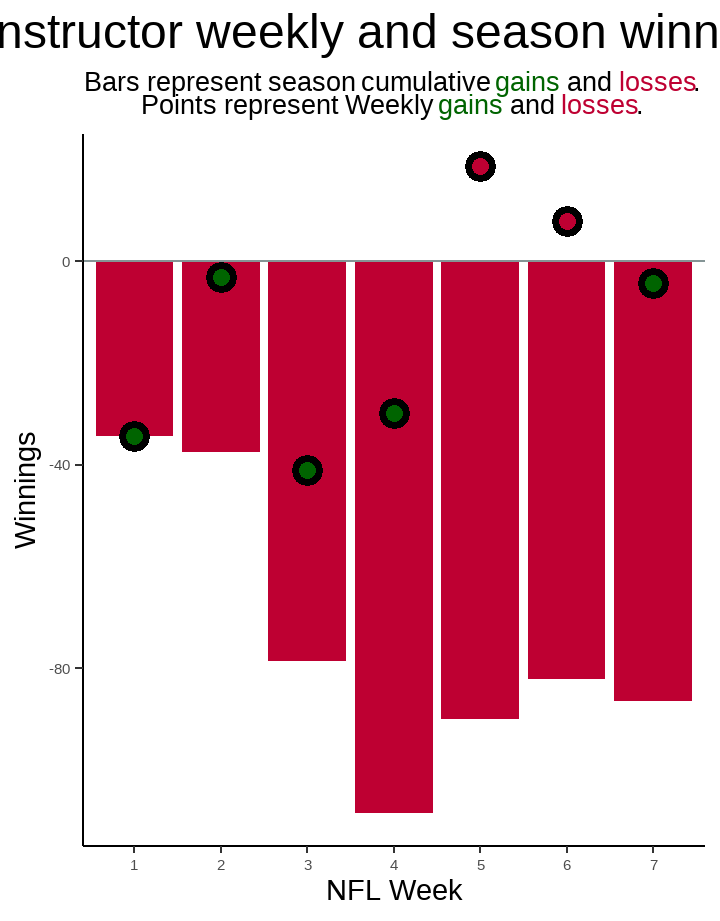 nstructor weekly and season winn
Bars represent season cumulative gains and losses.
Points represent Weekly gains and losses.
0
-40
-80
Winnings
1 2 3 4 5 6 7
NFL Week